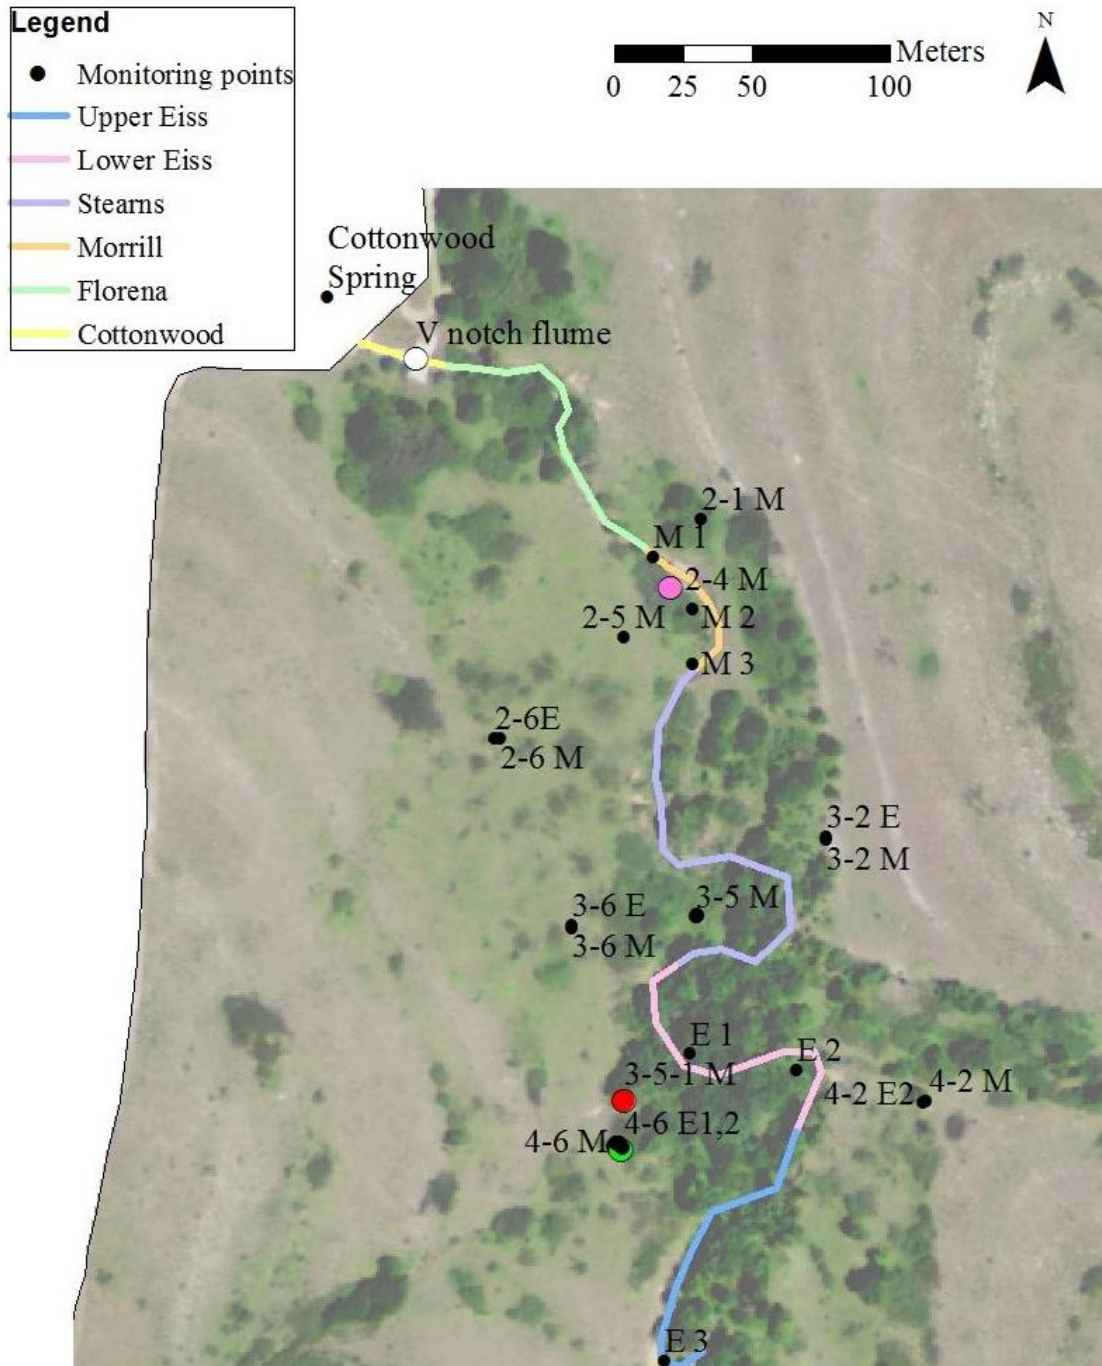 Legend
Monitoring points
Upper Eiss
Lower Eiss
Stearns
Morrill
Florena
Cottonwood
Meters
0 25 50 100
N
Cottonwood
Spring
V notch flume
2-1 M
M 1
2-4 M
2-5 M
M 2
M 3
2-6E
2-6 M
3-2 E
3-2 M
3-5 M
3-6 E
3-6 M
E 1
E 2
3-5-1 M
4-2 E2
4-2 M
4-6 E1,2
4-6 M
E 3